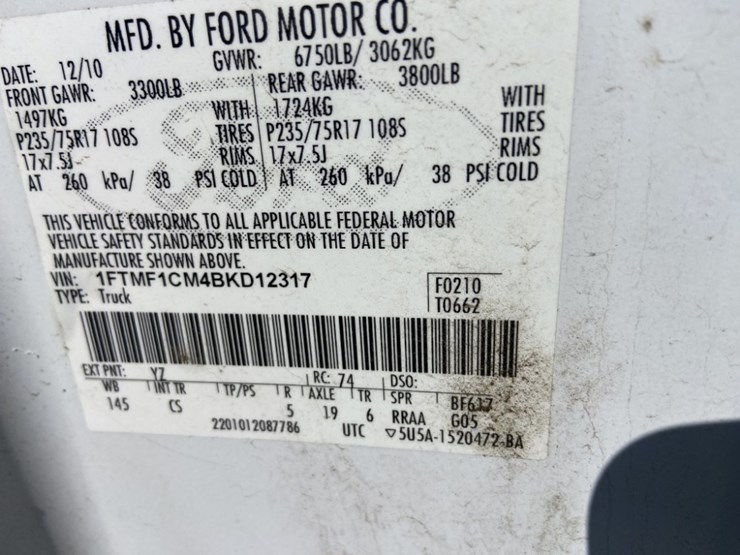 MFD. BY FORD MOTOR CO.
DATE: 12/10 GVWR: 6750LB/ 3062KG
FRONT GAWR: 3300LB REAR GAWR: 3800LB
1497KG WITH 1724KG WITH
P235/75R17 108S TIRES P235/75R17 108S TIRES
17x7.5J RIMS 17x7.5J RIMS
AT 260 kPa/ 38 PSI COLD AT 260 kPa/ 38 PSI COLD
THIS VEHICLE CONFORMS TO ALL APPLICABLE FEDERAL MOTOR
VEHICLE SAFETY STANDARDS IN EFFECT ON THE DATE OF
MANUFACTURE SHOWN ABOVE.
VIN: 1FTMF1CM4BKD12317 F0210
TYPE: Truck T0662
EXT PNT: YZ RC: 74 DSO:
WB INT TR TP/PS R AXLE TR SPR BF617
145 CS 5 19 6 RRAA G05
2201012087786 UTC ▽5U5A-1520472-BA